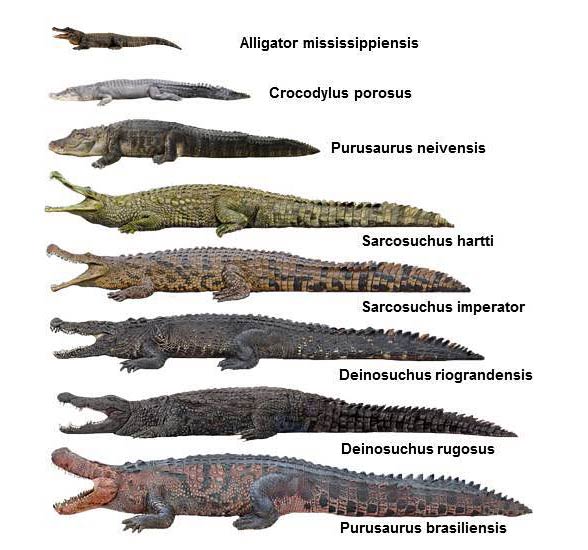 Alligator mississippiensis
Crocodylus porosus
Purusaurus neivensis
Sarcosuchus hartti
Sarcosuchus imperator
Deinosuchus riograndensis
Deinosuchus rugosus
Purusaurus brasiliensis